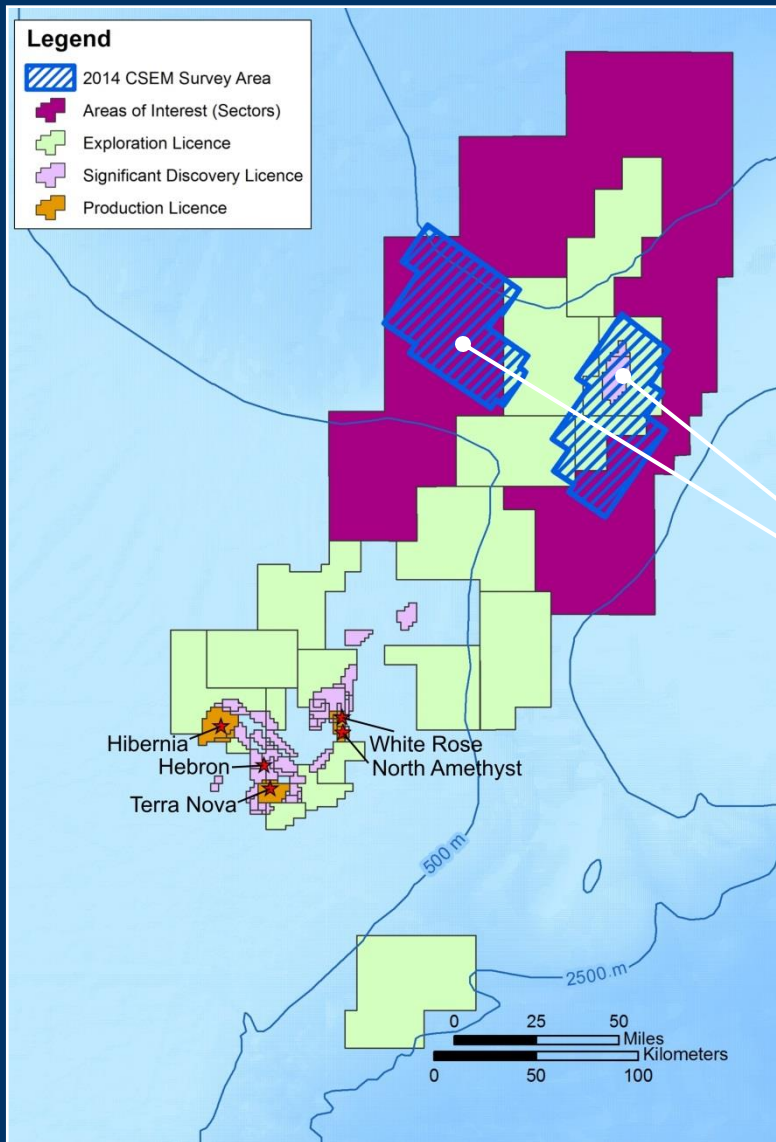 Legend
2014 CSEM Survey Area
Areas of Interest (Sectors)
Exploration Licence
Significant Discovery Licence
Production Licence
Hibernia
White Rose
Hebron
North Amethyst
Terra Nova
500 m
2500 m
0 25 50
Miles
Kilometers
0 50 100